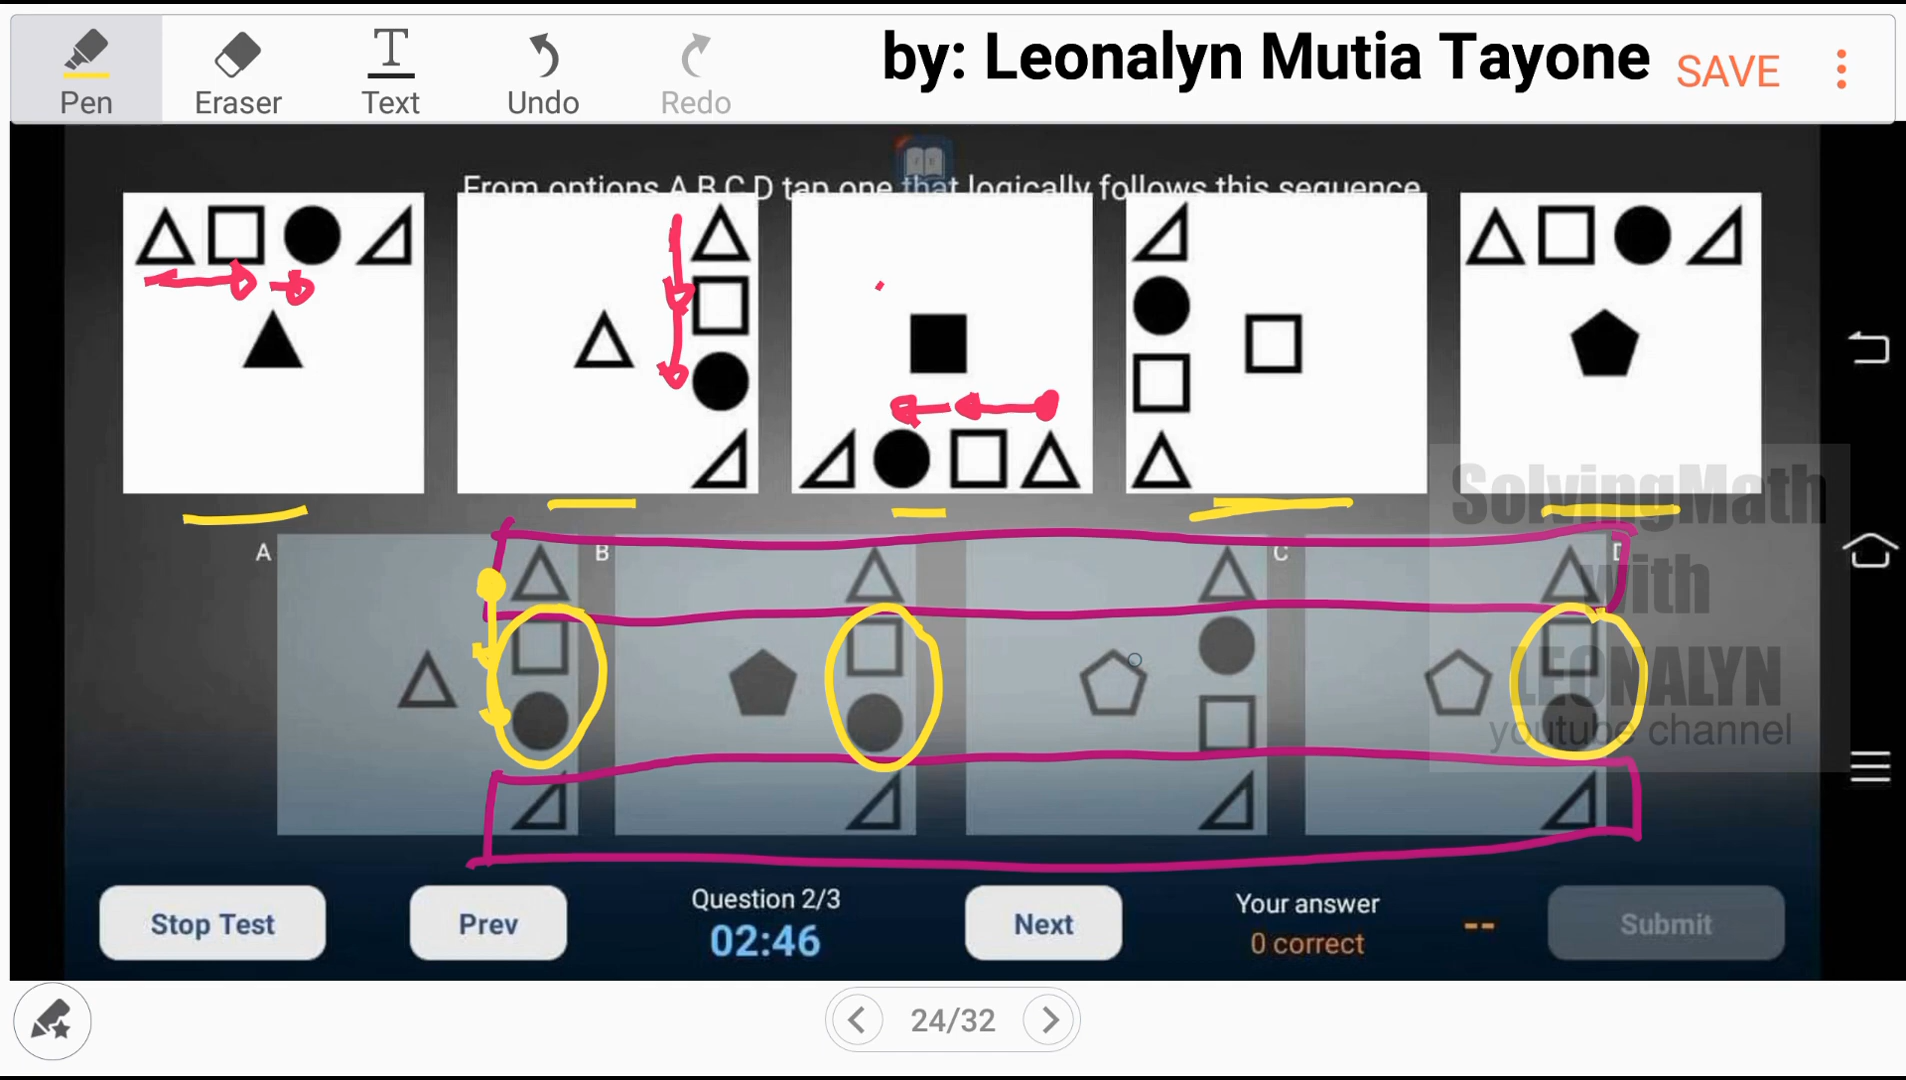 by: Leonalyn Mutia Tayone
SAVE
Pen
Eraser
Text
Undo
Redo
From options A B C D tap one that logically follows this sequence
A
B
C
D
SolvingMath
with
LEONALYN
youtube channel
Stop Test
Prev
Question 2/3
02:46
Next
Your answer
0 correct
--
Submit
24/32